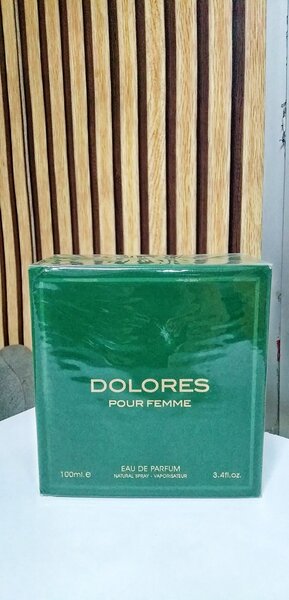 DOLORES
POUR FEMME
EAU DE PARFUM
100ml.e NATURAL SPRAY - VAPORISATEUR 3.4fl.oz.